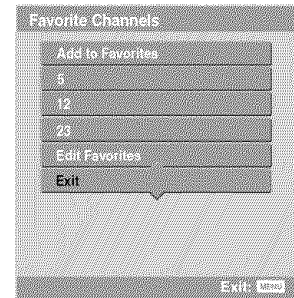 Favorite Channels
Add to Favorites
5
12
23
Edit Favorites
Exit
Exit: MENU